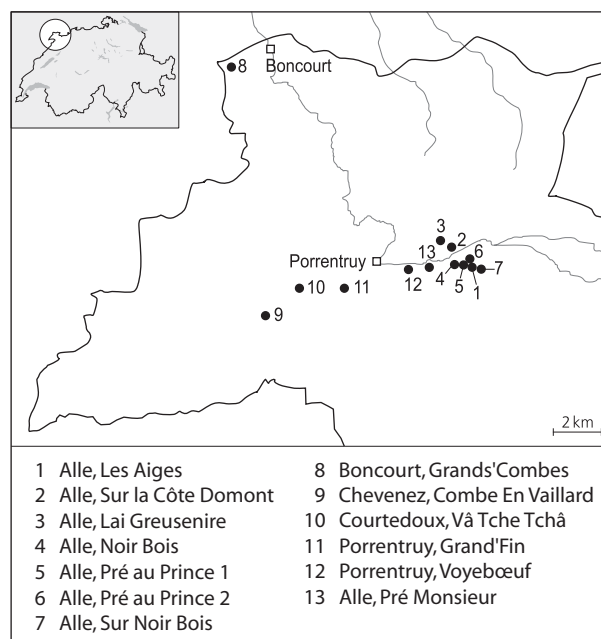 8
Boncourt
3
2
6
Porrentruy
13
12
4
5
1
7
10
11
9
2 km
1 Alle, Les Aiges
2 Alle, Sur la Côte Domont
3 Alle, Lai Greusenire
4 Alle, Noir Bois
5 Alle, Pré au Prince 1
6 Alle, Pré au Prince 2
7 Alle, Sur Noir Bois
8 Boncourt, Grands'Combes
9 Chevenez, Combe En Vaillard
10 Courtedoux, Vâ Tche Tchâ
11 Porrentruy, Grand'Fin
12 Porrentruy, Voyebœuf
13 Alle, Pré Monsieur